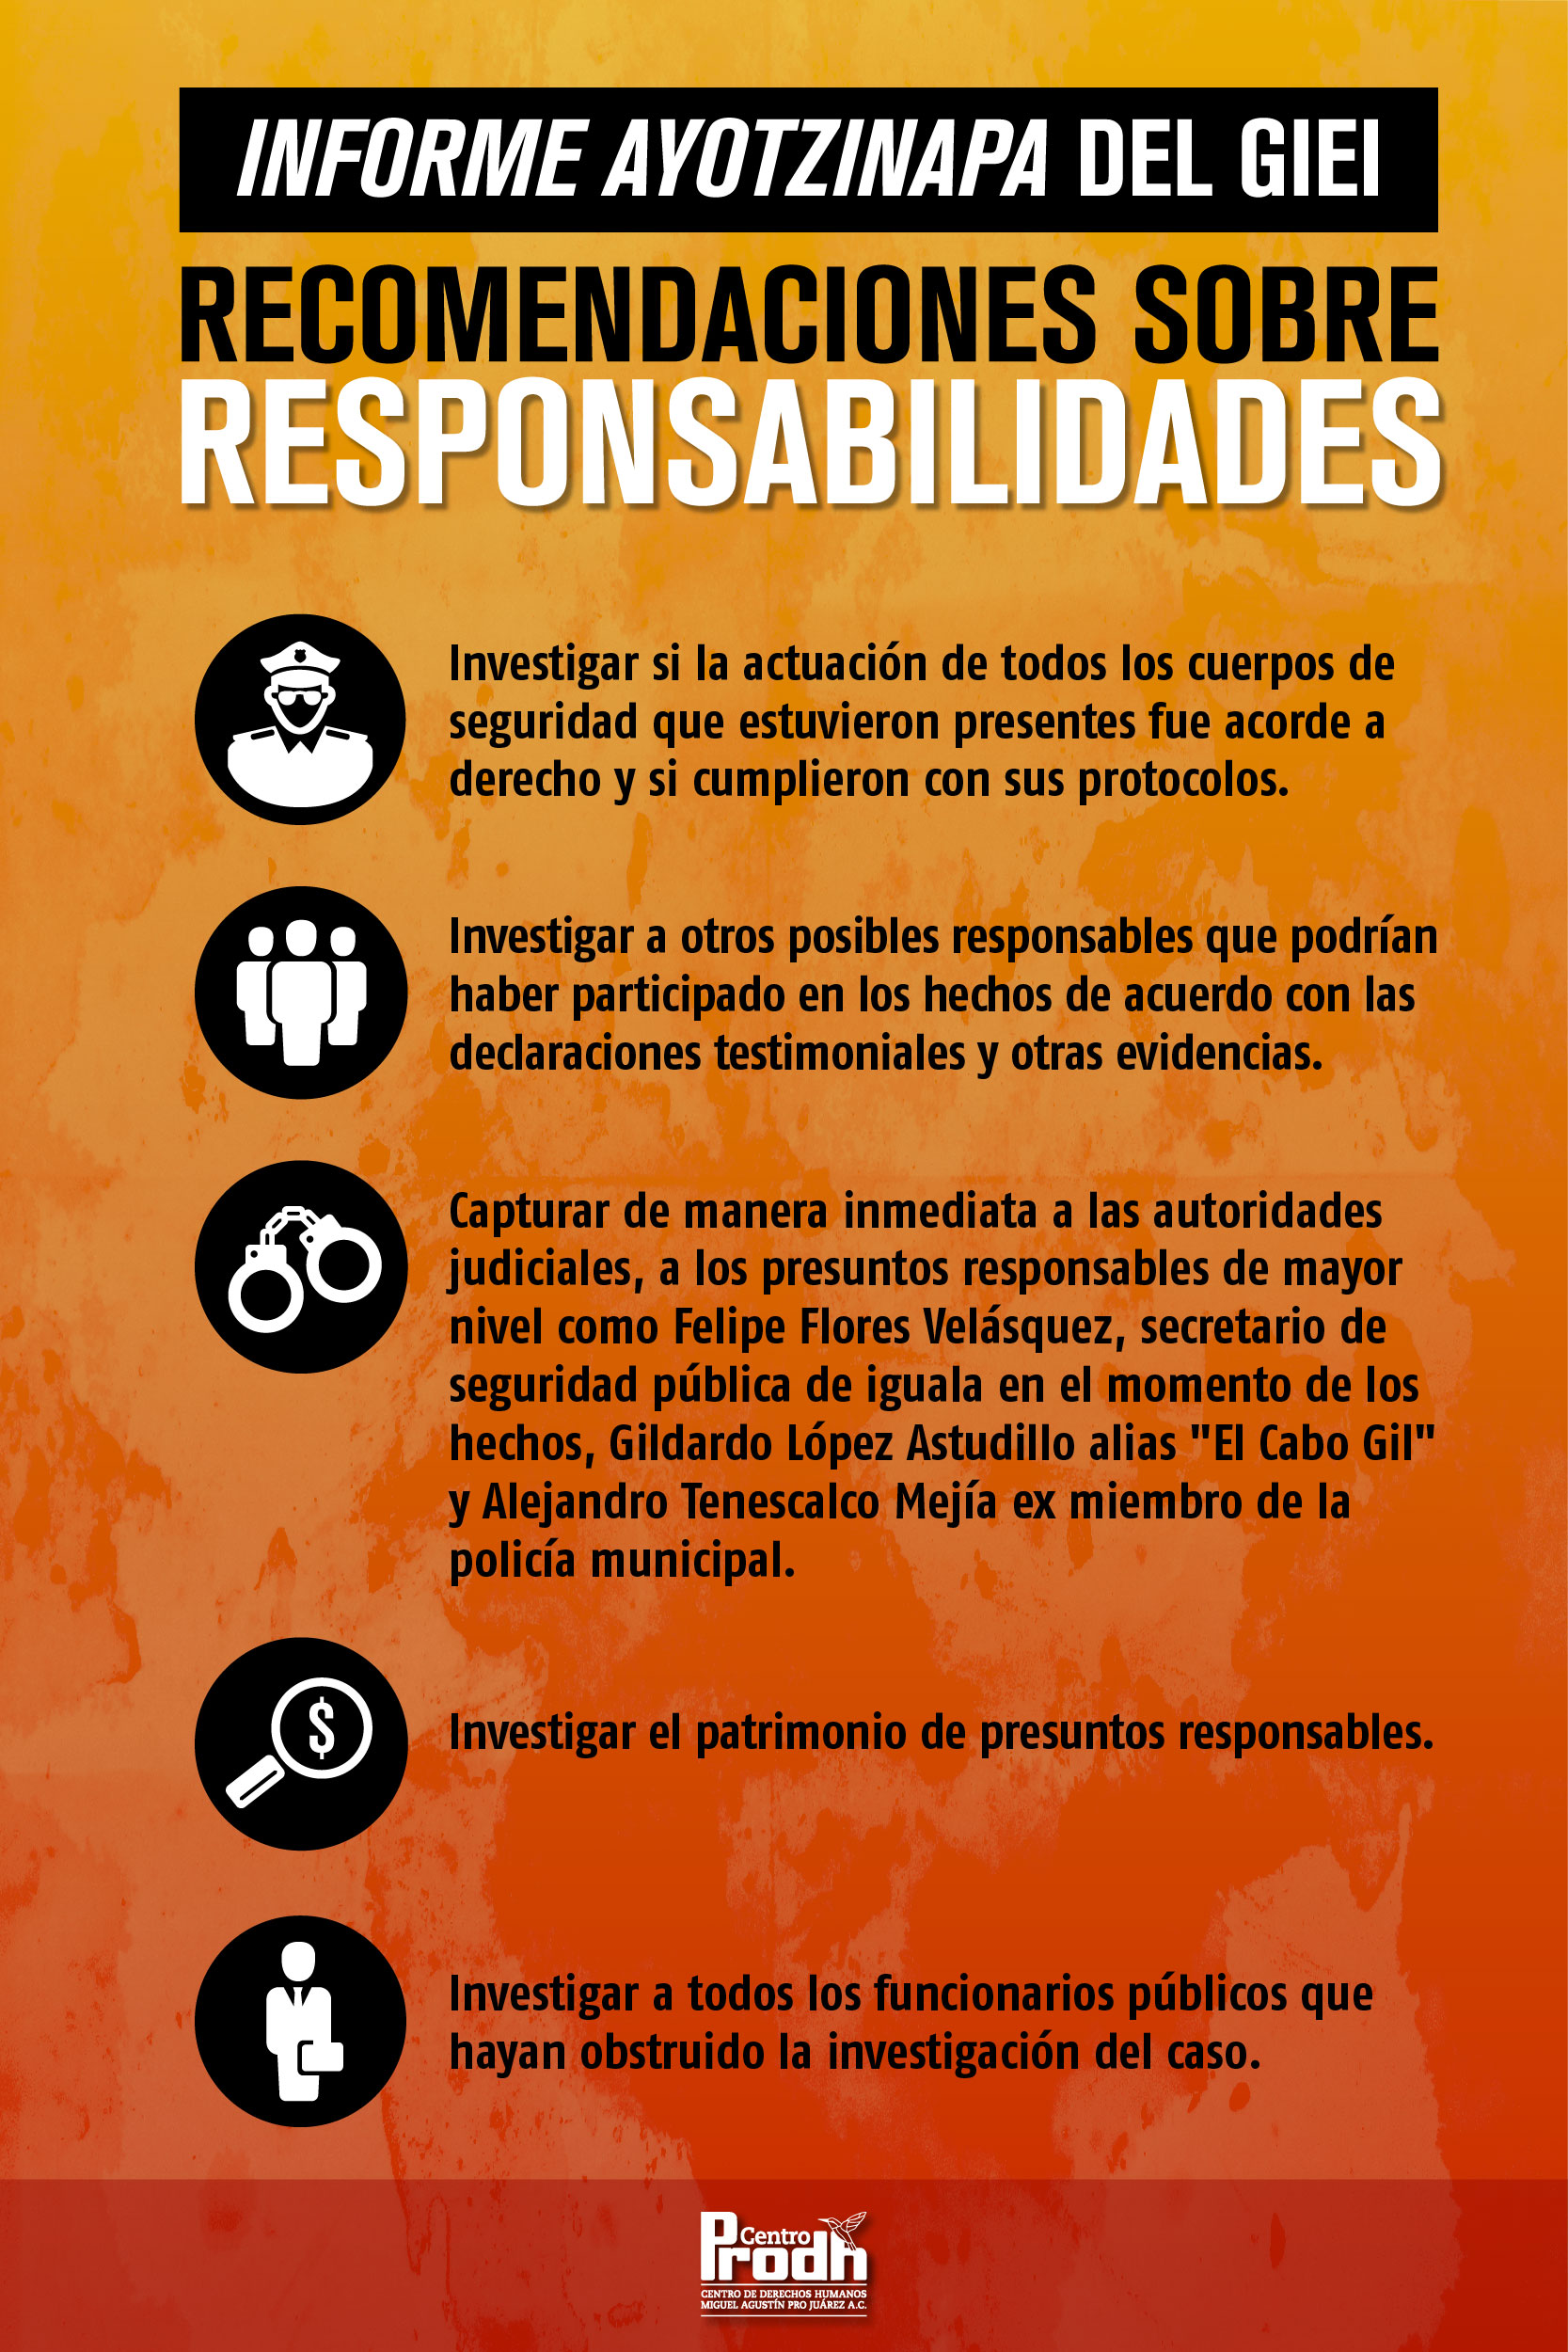 INFORME AYOTZINAPA DEL GIEI
RECOMENDACIONES SOBRE
RESPONSABILIDADES
Investigar si la actuación de todos los cuerpos de
seguridad que estuvieron presentes fue acorde a
derecho y si cumplieron con sus protocolos.
Investigar a otros posibles responsables que podrían
haber participado en los hechos de acuerdo con las
declaraciones testimoniales y otras evidencias.
Capturar de manera inmediata a las autoridades
judiciales, a los presuntos responsables de mayor
nivel como Felipe Flores Velásquez, secretario de
seguridad pública de iguala en el momento de los
hechos, Gildardo López Astudillo alias "El Cabo Gil"
y Alejandro Tenescalco Mejía ex miembro de la
policía municipal.
$
Investigar el patrimonio de presuntos responsables.
Investigar a todos los funcionarios públicos que
hayan obstruido la investigación del caso.
Centro
Prodh
CENTRO DE DERECHOS HUMANOS
MIGUEL AGUSTÍN PRO JUÁREZ A.C.